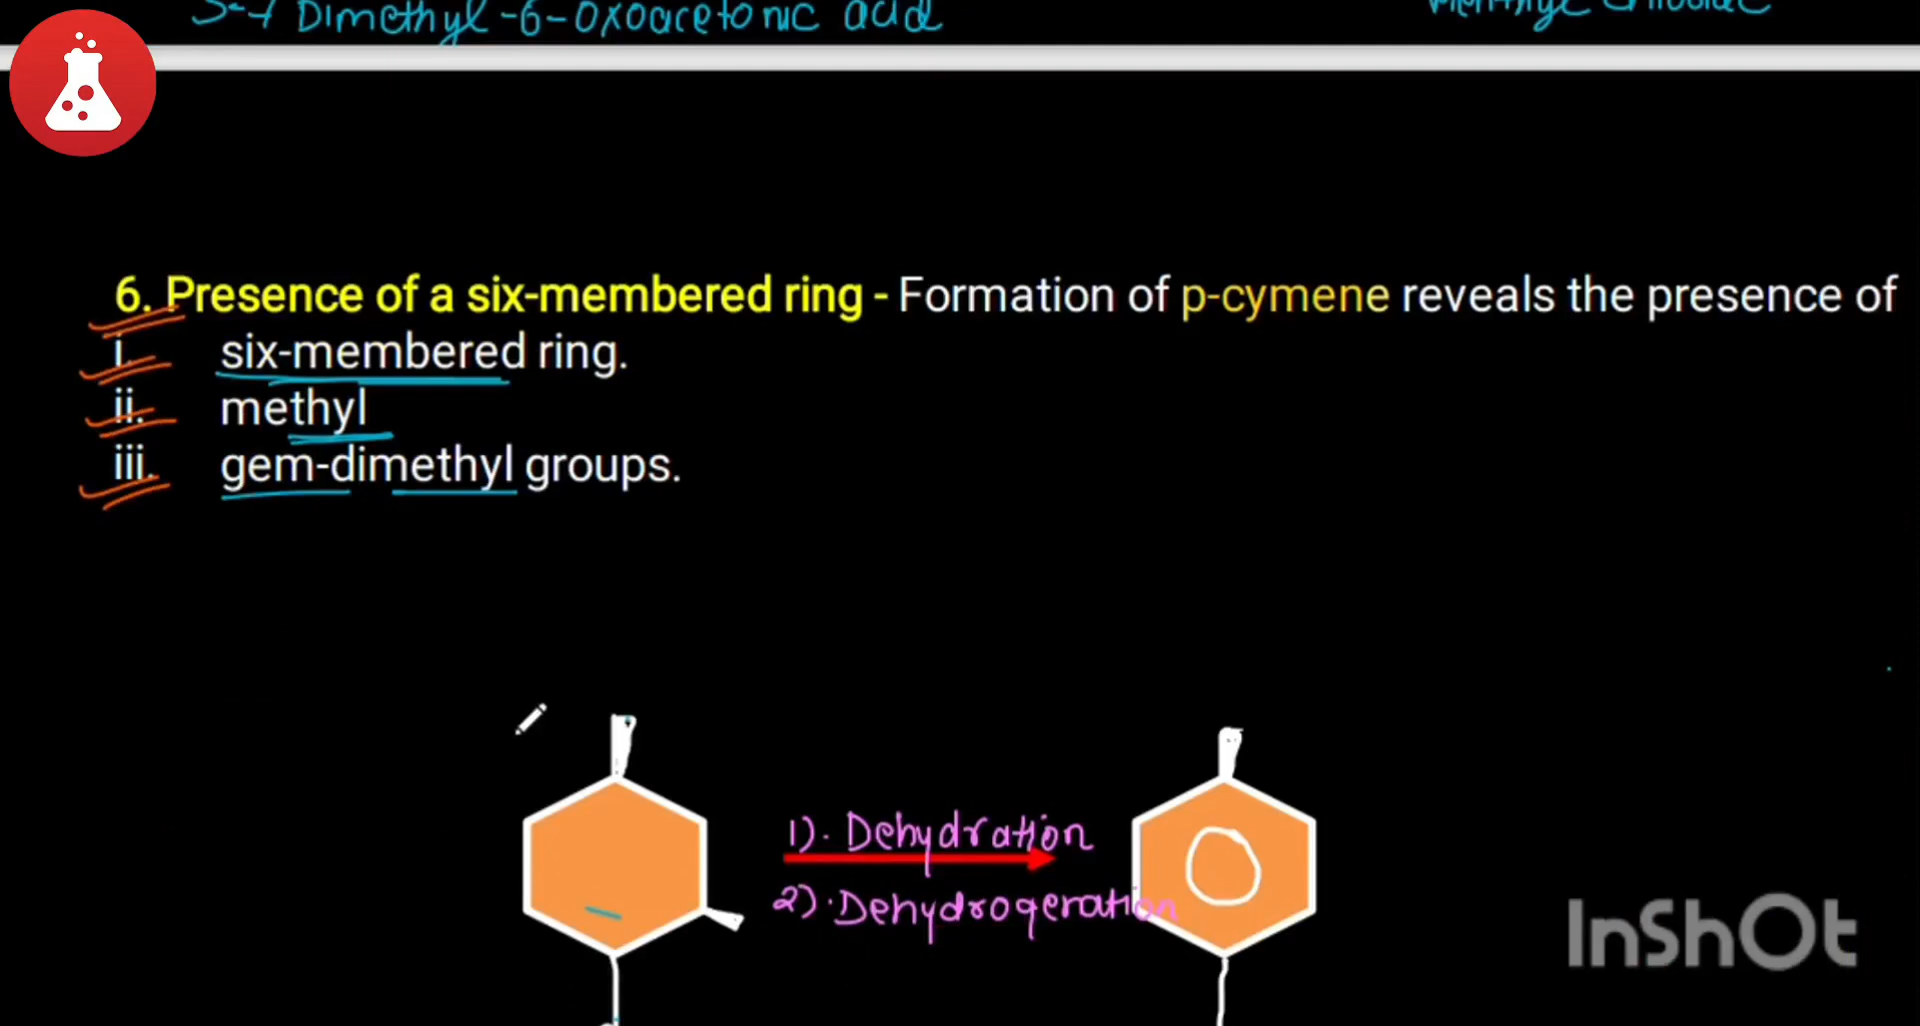 Dimethyl-6-Oxoacetonic acid
6. Presence of a six-membered ring - Formation of p-cymene reveals the presence of
i. six-membered ring.
ii. methyl
iii. gem-dimethyl groups.
1). Dehydration
2). Dehydrogeration
InShOt